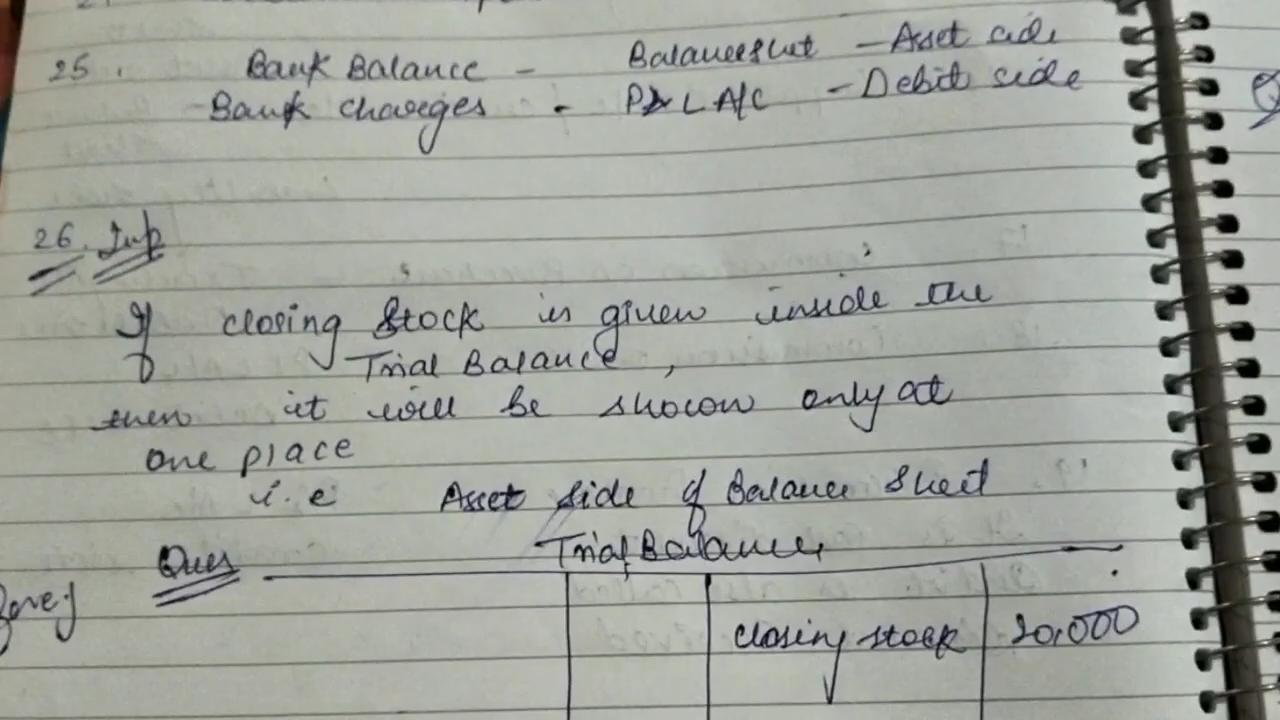 25. Bank Balance - Balancesheet - Asset side
-Bank charges - P&L A/C - Debit side
26. Imp
If closing stock is given inside the
Trial Balance,
then it will be shown only at
one place
i.e Asset side of Balance Sheet
Ques Trial Balance
closing stock 20,000